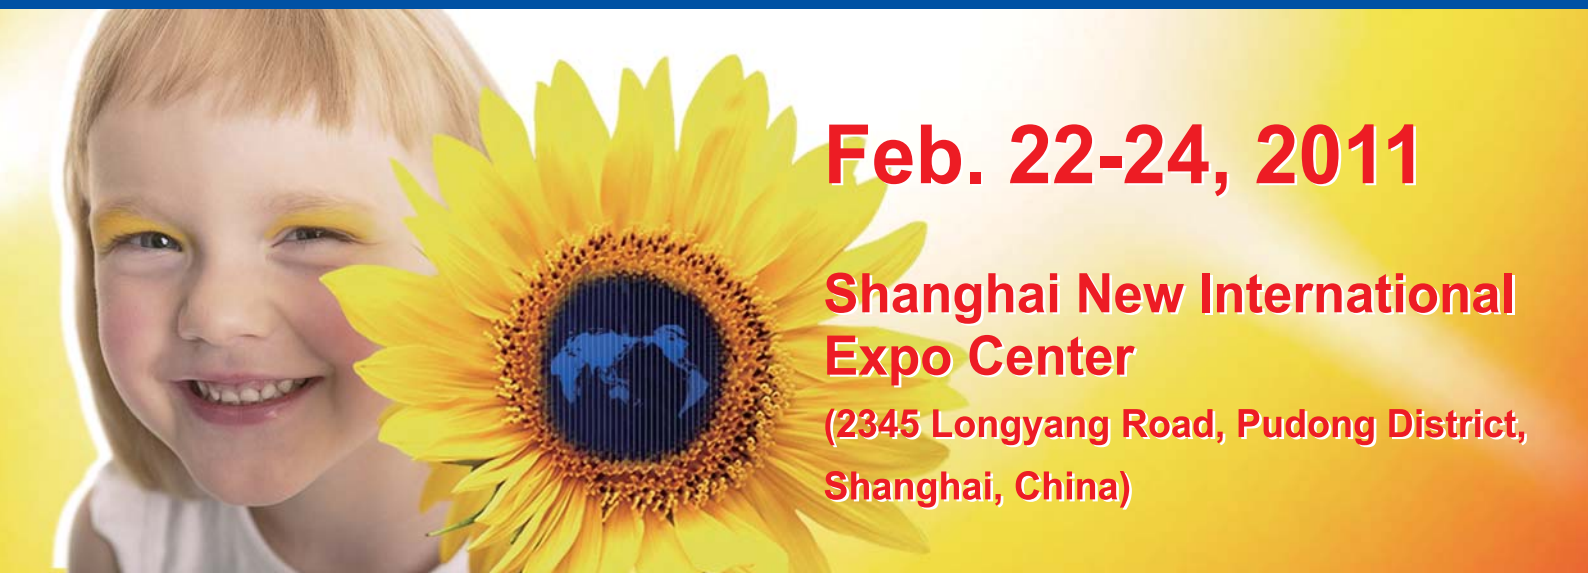 Feb. 22-24, 2011
Shanghai New International
Expo Center
(2345 Longyang Road, Pudong District,
Shanghai, China)